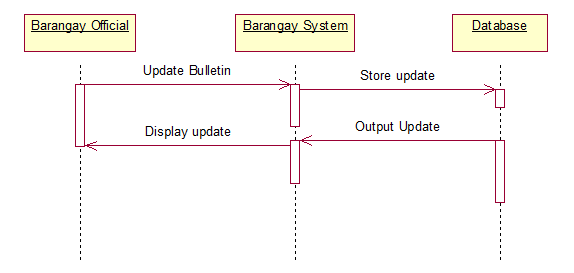 Barangay Official
Barangay System
Database
Update Bulletin
Store update
Output Update
Display update